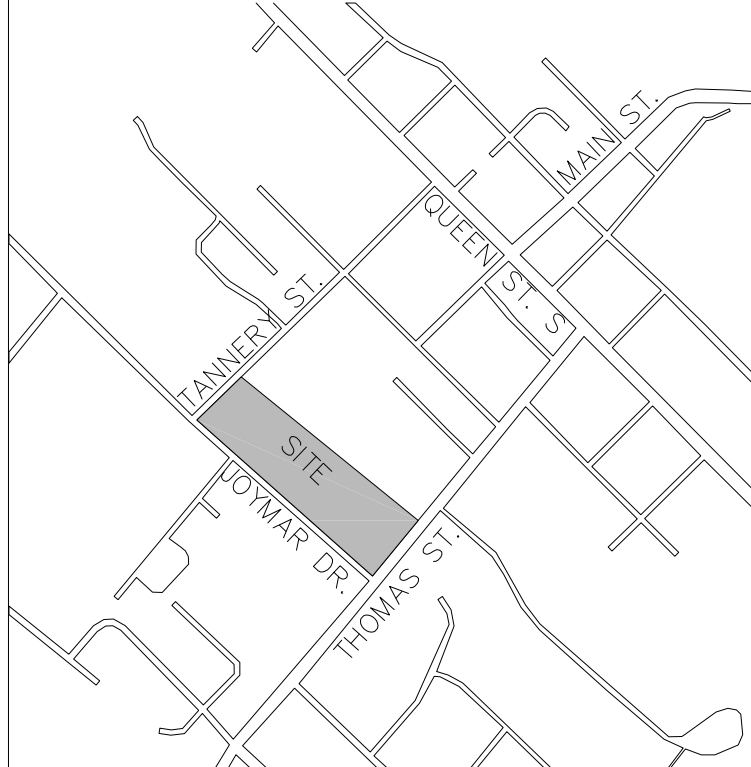 MAIN ST.
QUEEN ST. S
TANNERY ST.
SITE
JOYMAR DR.
THOMAS ST.